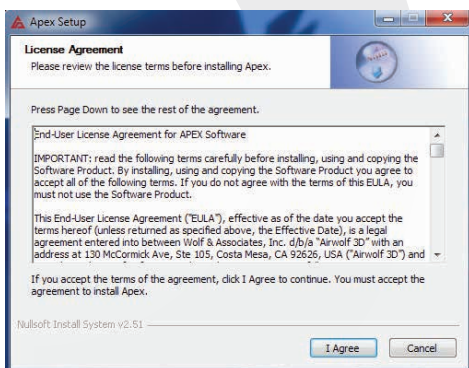 Apex Setup
License Agreement
Please review the license terms before installing Apex.
Press Page Down to see the rest of the agreement.
End-User License Agreement for APEX Software
IMPORTANT: read the following terms carefully before installing, using and copying the
Software Product. By installing, using and copying the Software Product you agree to
accept all of the following terms. If you do not agree with the terms of this EULA, you
must not use the Software Product.
This End-User License Agreement ("EULA"), effective as of the date you accept the
terms hereof (unless returned as specified above, the Effective Date), is a legal
agreement entered into between Wolf & Associates, Inc. d/b/a "Airwolf 3D" with an
address at 130 McCormick Ave, Ste 105, Costa Mesa, CA 92626, USA ("Airwolf 3D") and
If you accept the terms of the agreement, click I Agree to continue. You must accept the
agreement to install Apex.
Nullsoft Install System v2.51
I Agree
Cancel